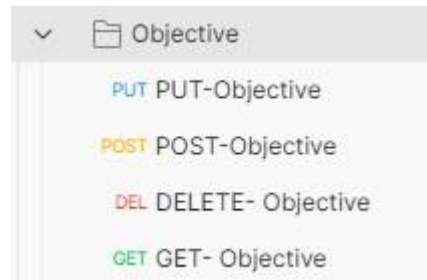 Objective
PUT PUT-Objective
POST POST-Objective
DEL DELETE- Objective
GET GET- Objective